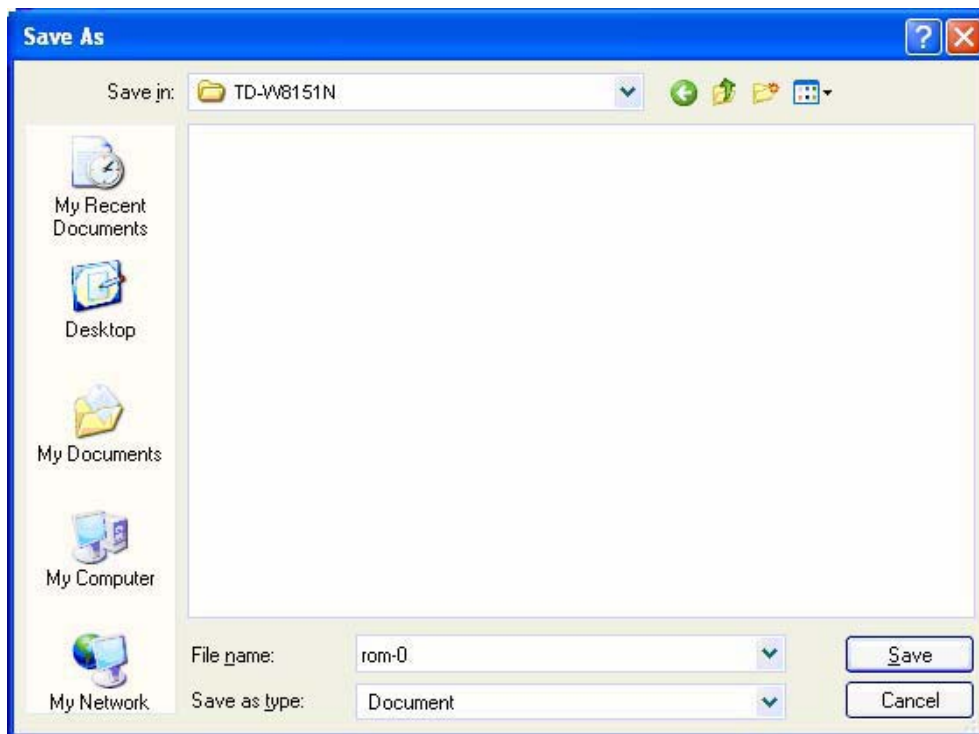 Save As
Save in: TD-W8151N
My Recent
Documents
Desktop
My Documents
My Computer
My Network
File name: rom-0
Save
Save as type: Document
Cancel